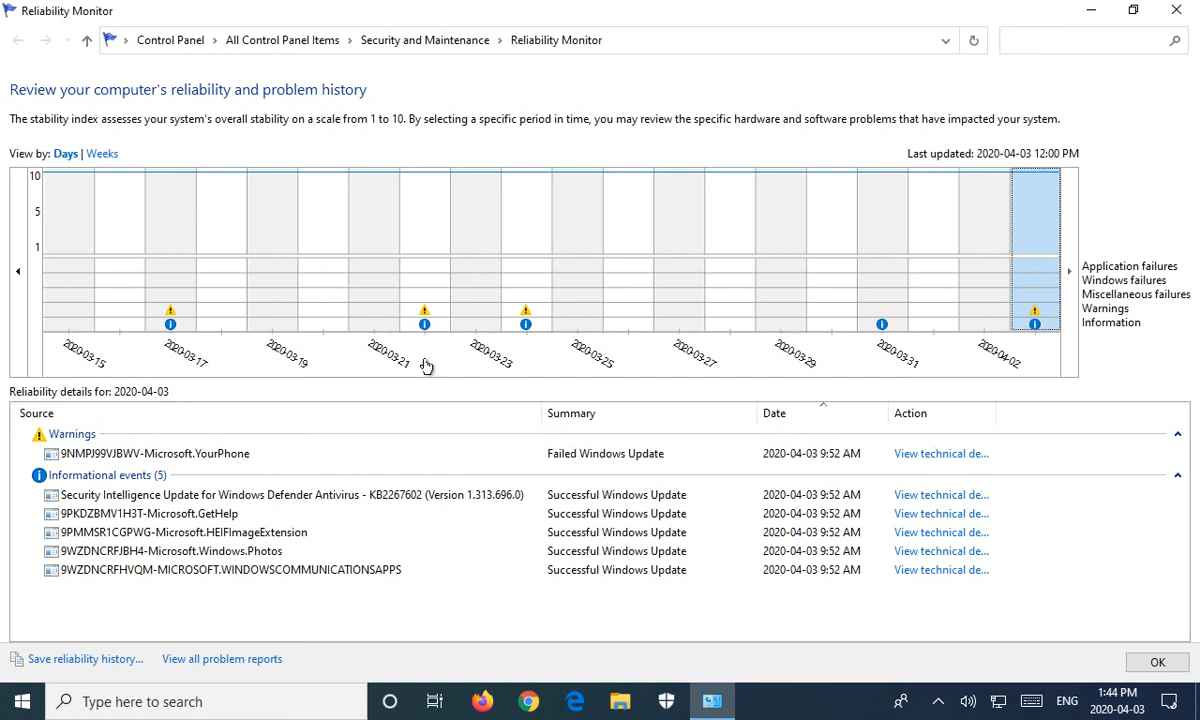 Reliability Monitor
Control Panel > All Control Panel Items > Security and Maintenance > Reliability Monitor
Review your computer's reliability and problem history
The stability index assesses your system's overall stability on a scale from 1 to 10. By selecting a specific period in time, you may review the specific hardware and software problems that have impacted your system.
View by: Days | Weeks Last updated: 2020-04-03 12:00 PM
10
5
1
Application failures
Windows failures
Miscellaneous failures
Warnings
Information
2020-03-15 2020-03-17 2020-03-19 2020-03-21 2020-03-23 2020-03-25 2020-03-27 2020-03-29 2020-03-31 2020-04-02
Reliability details for: 2020-04-03
Source Summary Date Action
Warnings
9NMPJ99VJBWV-Microsoft.YourPhone Failed Windows Update 2020-04-03 9:52 AM View technical de...
Informational events (5)
Security Intelligence Update for Windows Defender Antivirus - KB2267602 (Version 1.313.696.0) Successful Windows Update 2020-04-03 9:52 AM View technical de...
9PKDZBMV1H3T-Microsoft.GetHelp Successful Windows Update 2020-04-03 9:52 AM View technical de...
9PMMSR1CGPWG-Microsoft.HEIFImageExtension Successful Windows Update 2020-04-03 9:52 AM View technical de...
9WZDNCRFJBH4-Microsoft.Windows.Photos Successful Windows Update 2020-04-03 9:52 AM View technical de...
9WZDNCRFHVQM-MICROSOFT.WINDOWSCOMMUNICATIONSAPPS Successful Windows Update 2020-04-03 9:52 AM View technical de...
Save reliability history... View all problem reports OK
Type here to search ENG 1:44 PM
2020-04-03